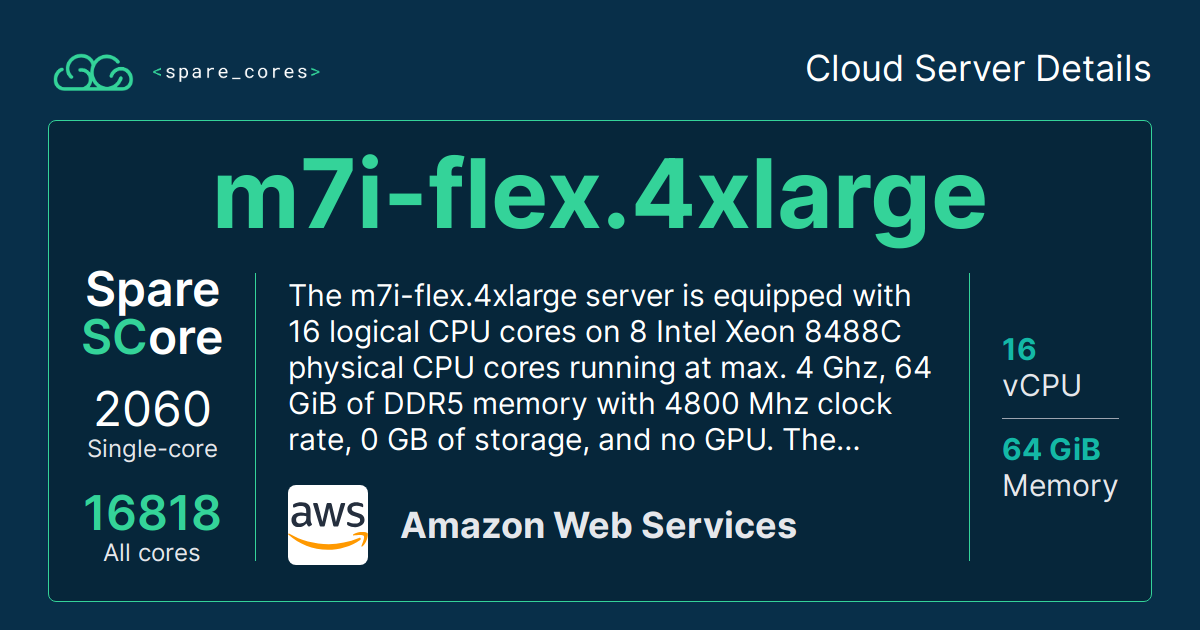 <spare_cores>
Cloud Server Details
m7i-flex.4xlarge
Spare
SCore
2060
Single-core
16818
All cores
The m7i-flex.4xlarge server is equipped with
16 logical CPU cores on 8 Intel Xeon 8488C
physical CPU cores running at max. 4 Ghz, 64
GiB of DDR5 memory with 4800 Mhz clock
rate, 0 GB of storage, and no GPU. The...
aws
Amazon Web Services
16
vCPU
64 GiB
Memory